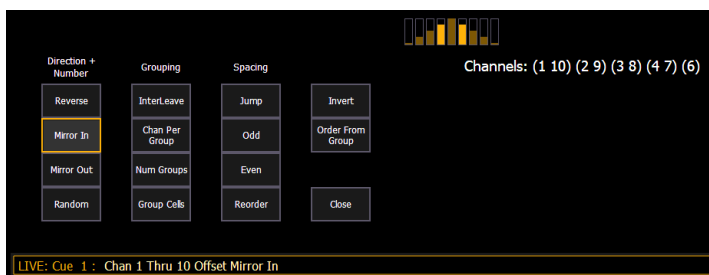 Channels: (1 10) (2 9) (3 8) (4 7) (6)
Direction +
Number
Grouping
Spacing
Reverse
InterLeave
Jump
Invert
Mirror In
Chan Per
Group
Odd
Order From
Group
Mirror Out
Num Groups
Even
Random
Group Cells
Reorder
Close
LIVE: Cue 1 : Chan 1 Thru 10 Offset Mirror In